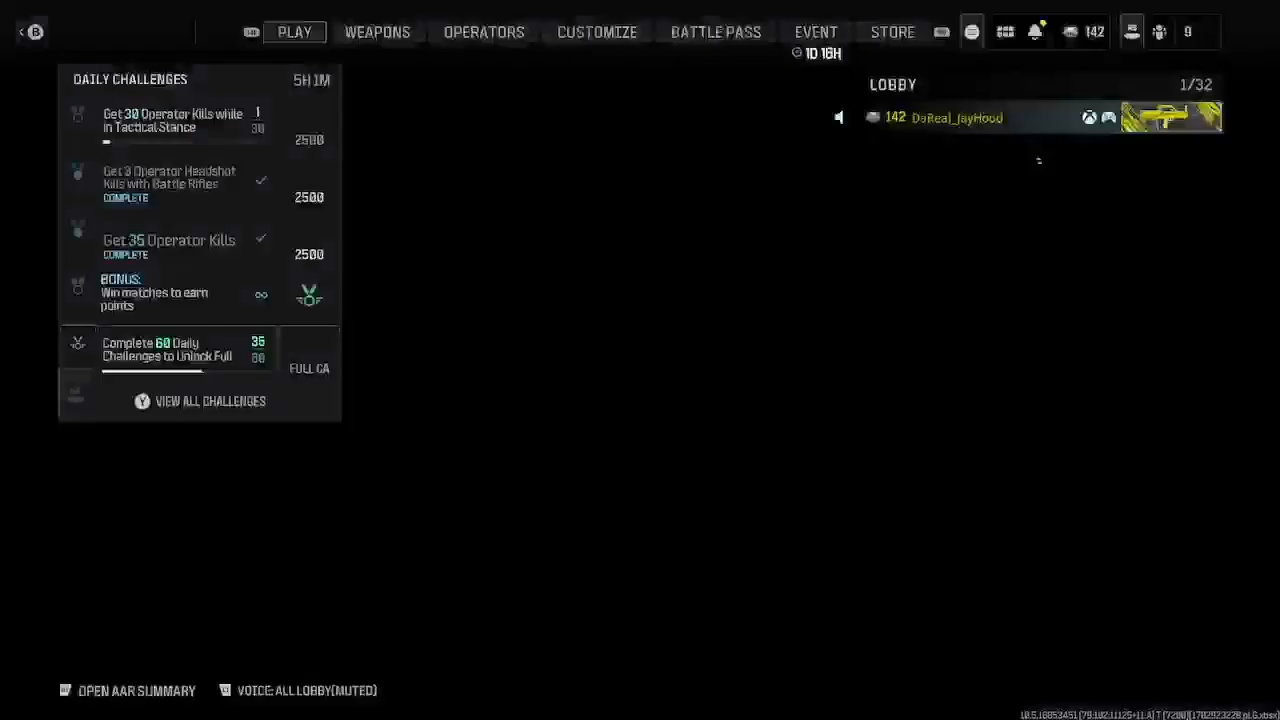 B
PLAY
WEAPONS
OPERATORS
CUSTOMIZE
BATTLE PASS
EVENT
STORE
142
9
1D 16H
DAILY CHALLENGES
5H 1M
Get 30 Operator Kills while
in Tactical Stance
1
30
2500
Get 3 Operator Headshot
Kills with Battle Rifles
COMPLETE
2500
Get 35 Operator Kills
COMPLETE
2500
BONUS:
Win matches to earn
points
Complete 60 Daily
Challenges to Unlock Full
35
60
FULL CA
Y VIEW ALL CHALLENGES
LOBBY
1/32
142 DaReal_JayHood
OPEN AAR SUMMARY
VOICE: ALL LOBBY(MUTED)